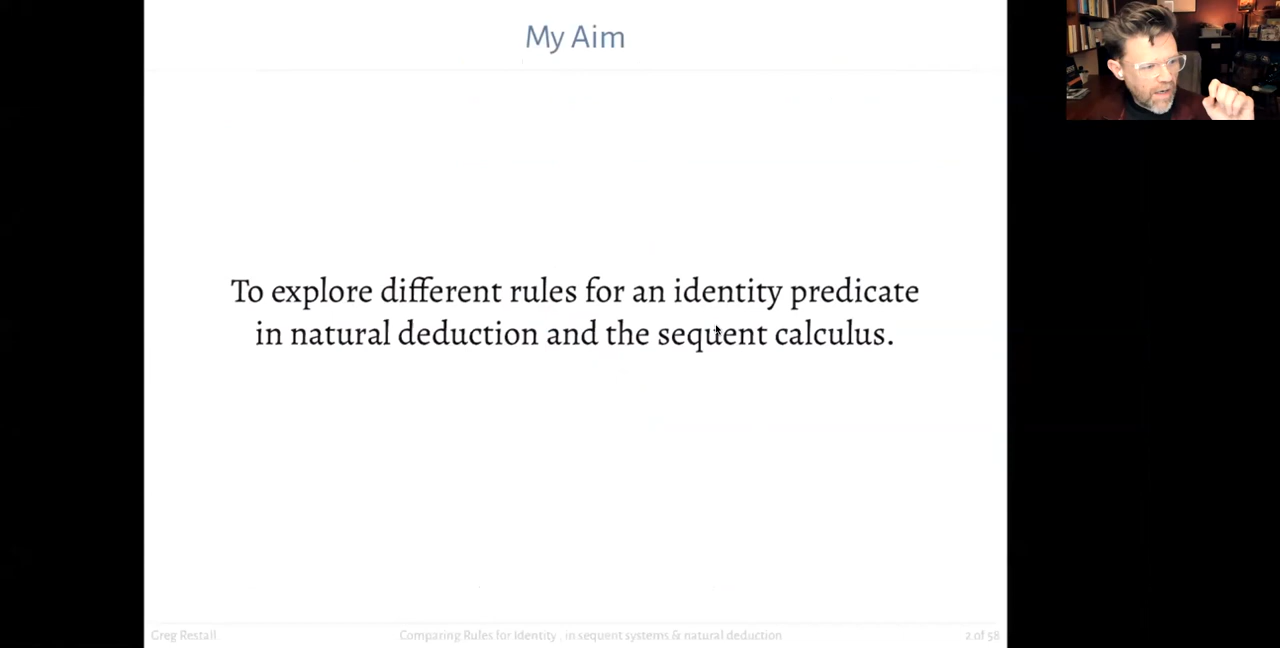 My Aim
To explore different rules for an identity predicate
in natural deduction and the sequent calculus.
Greg Restall
Comparing Rules for Identity , in sequent systems & natural deduction
2 of 58